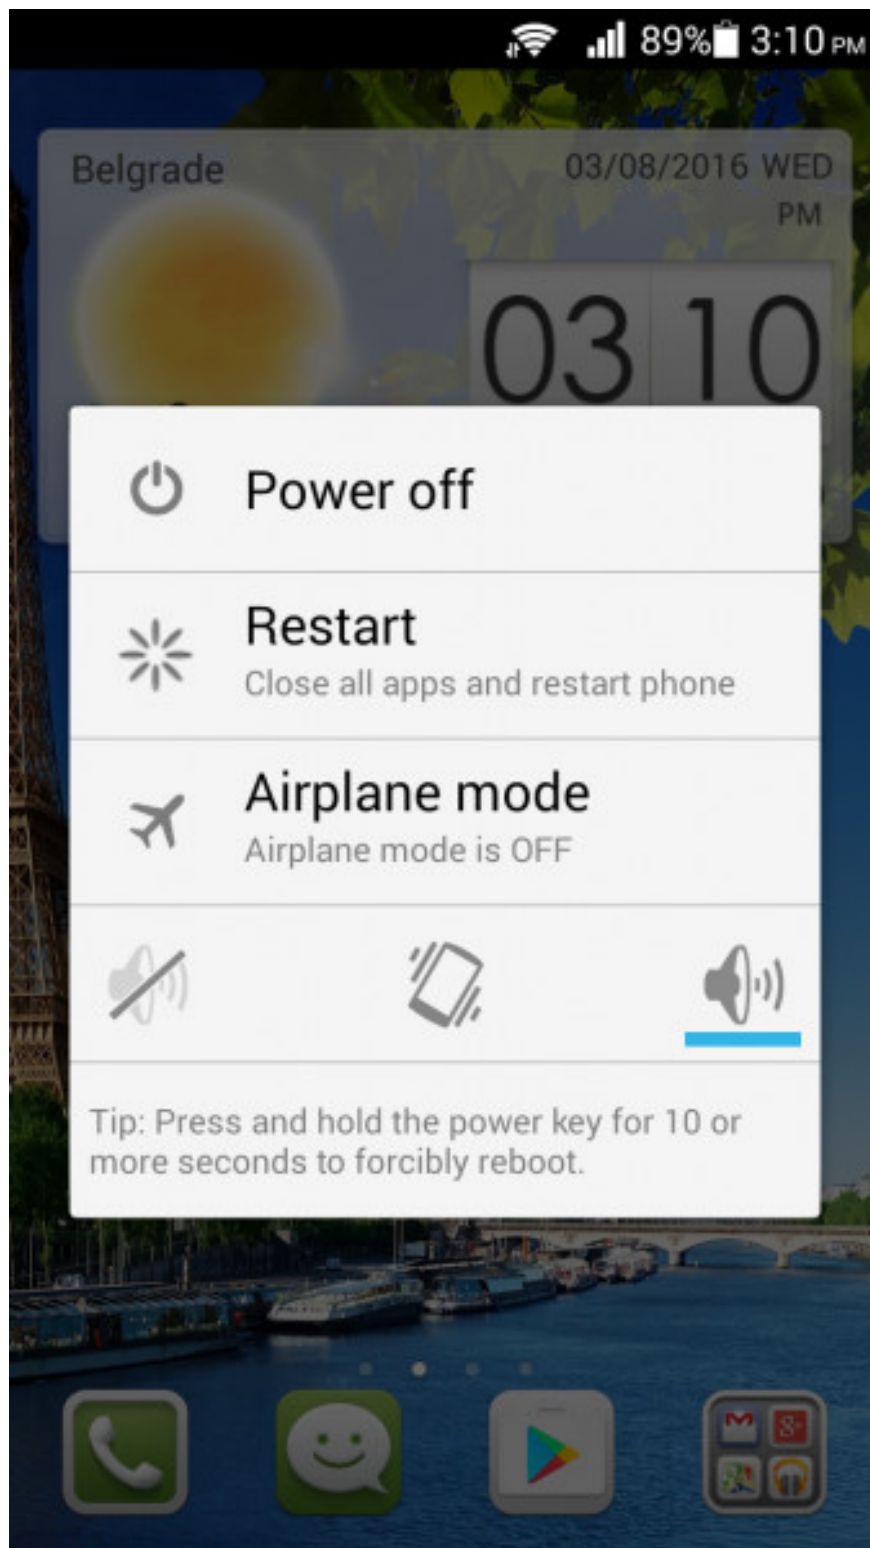 89% 3:10 PM
Belgrade
03/08/2016 WED
PM
03 10
Power off
Restart
Close all apps and restart phone
Airplane mode
Airplane mode is OFF
Tip: Press and hold the power key for 10 or
more seconds to forcibly reboot.
8+